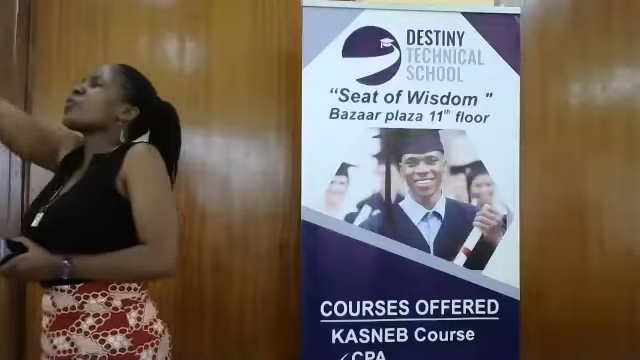 DESTINY
TECHNICAL
SCHOOL
“Seat of Wisdom "
Bazaar plaza 11th floor
COURSES OFFERED
KASNEB Course
✓CPA